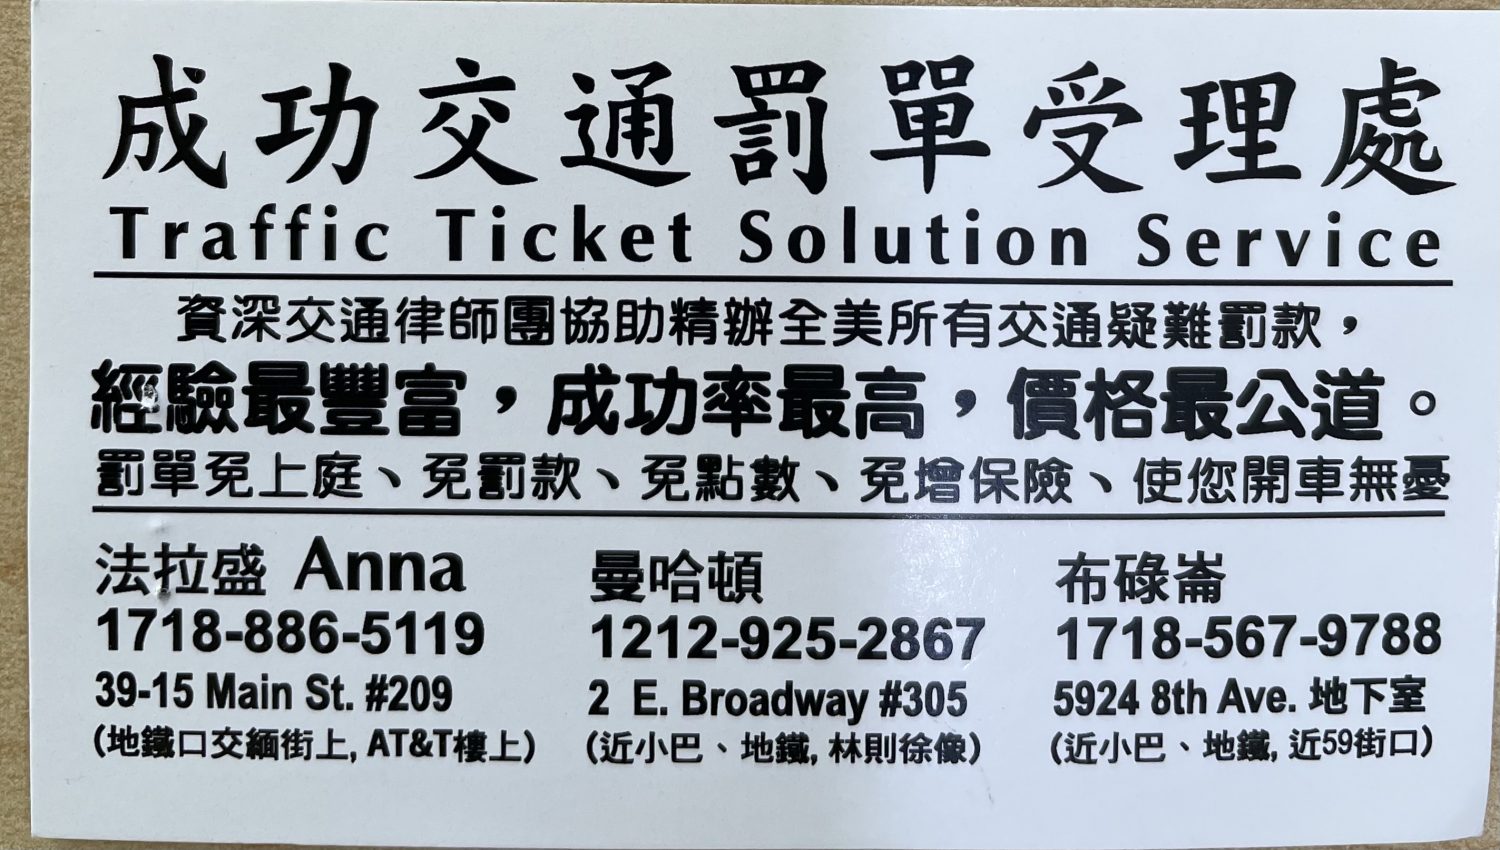 成功交通罰單受理處
Traffic Ticket Solution Service
資深交通律師團協助精辦全美所有交通疑難罰款，
經驗最豐富，成功率最高，價格最公道。
罰單免上庭、免罰款、免點數、免增保險、使您開車無憂
法拉盛 Anna
1718-886-5119
39-15 Main St. #209
(地鐵口交緬街上, AT&T樓上)
曼哈頓
1212-925-2867
2 E. Broadway #305
(近小巴、地鐵, 林則徐像)
布碌崙
1718-567-9788
5924 8th Ave. 地下室
(近小巴、地鐵, 近59街口)